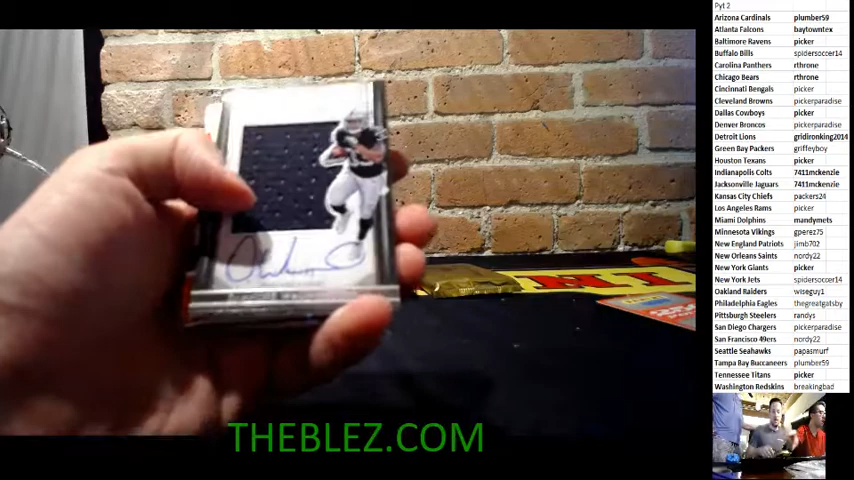 Pyt 2
Arizona Cardinals plumber59
Atlanta Falcons baytowntex
Baltimore Ravens picker
Buffalo Bills spidersoccer14
Carolina Panthers rthrone
Chicago Bears rthrone
Cincinnati Bengals picker
Cleveland Browns pickerparadise
Dallas Cowboys picker
Denver Broncos pickerparadise
Detroit Lions gridironking2014
Green Bay Packers griffeyboy
Houston Texans picker
Indianapolis Colts 7411mckenzie
Jacksonville Jaguars 7411mckenzie
Kansas City Chiefs packers24
Los Angeles Rams picker
Miami Dolphins mandymets
Minnesota Vikings gperez75
New England Patriots jimb702
New Orleans Saints nordy22
New York Giants picker
New York Jets spidersoccer14
Oakland Raiders wiseguy1
Philadelphia Eagles thegreatgatsby
Pittsburgh Steelers randys
San Diego Chargers pickerparadise
San Francisco 49ers nordy22
Seattle Seahawks papasmurf
Tampa Bay Buccaneers plumber59
Tennessee Titans picker
Washington Redskins breakingbad
THEBLEZ.COM